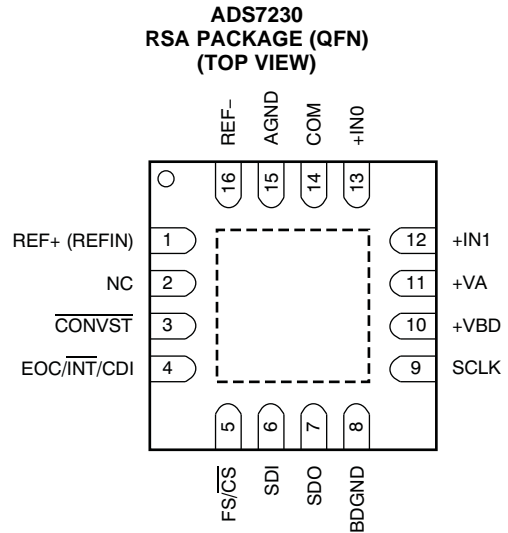 ADS7230
RSA PACKAGE (QFN)
(TOP VIEW)
REF–
AGND
COM
+IN0
16
15
14
13
REF+ (REFIN) 1
NC 2
CONVST 3
EOC/INT/CDI 4
12 +IN1
11 +VA
10 +VBD
9 SCLK
5
6
7
8
FS/CS
SDI
SDO
BDGND